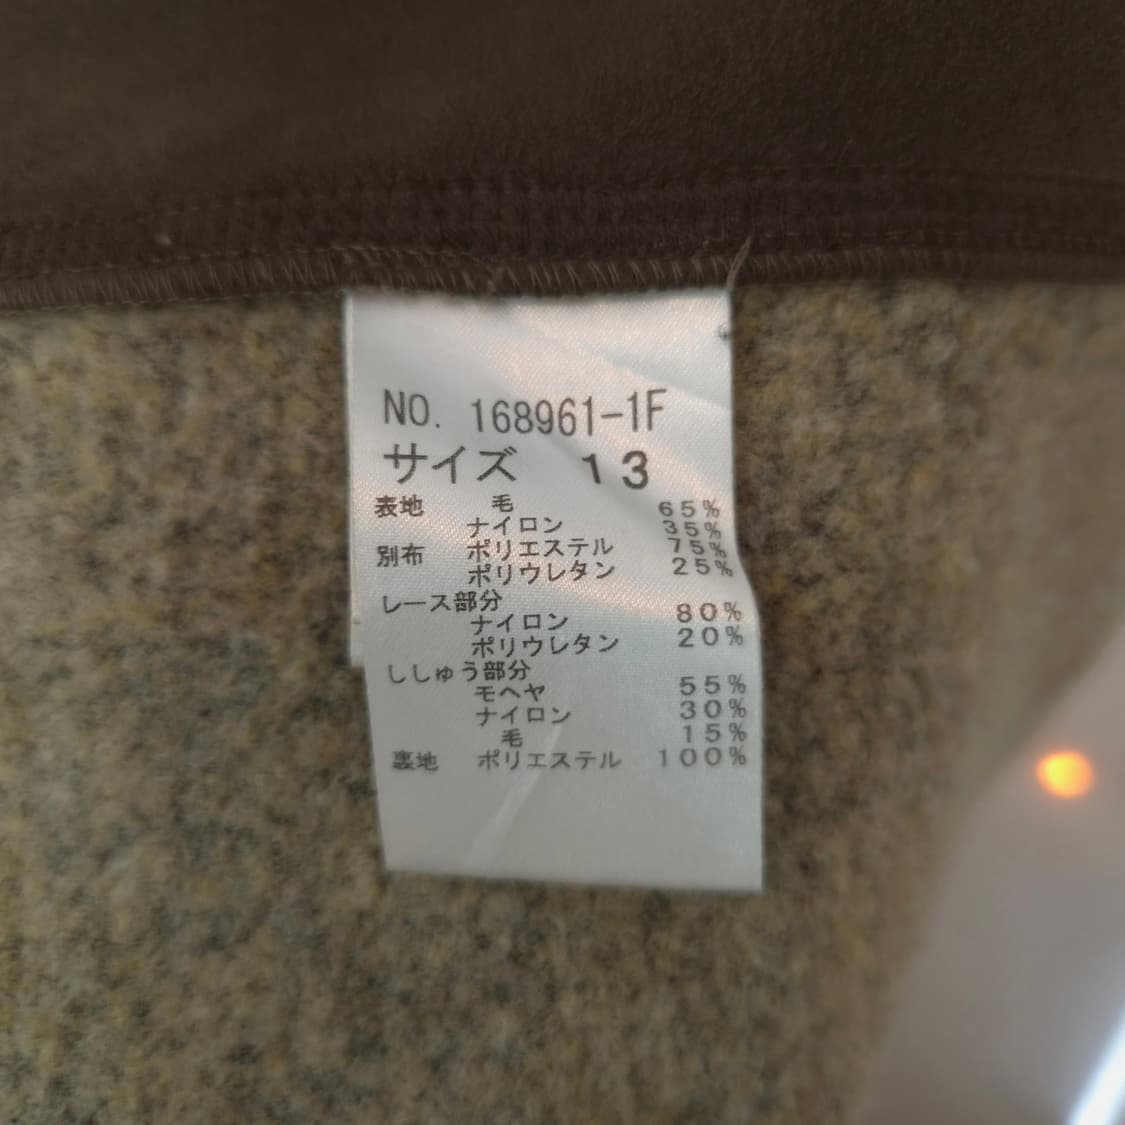 NO. 168961-1F
サイズ 13
表地 毛 65%
ナイロン 35%
別布 ポリエステル 75%
ポリウレタン 25%
レース部分
ナイロン 80%
ポリウレタン 20%
ししゅう部分
モヘヤ 55%
ナイロン 30%
毛 15%
裏地 ポリエステル 100%